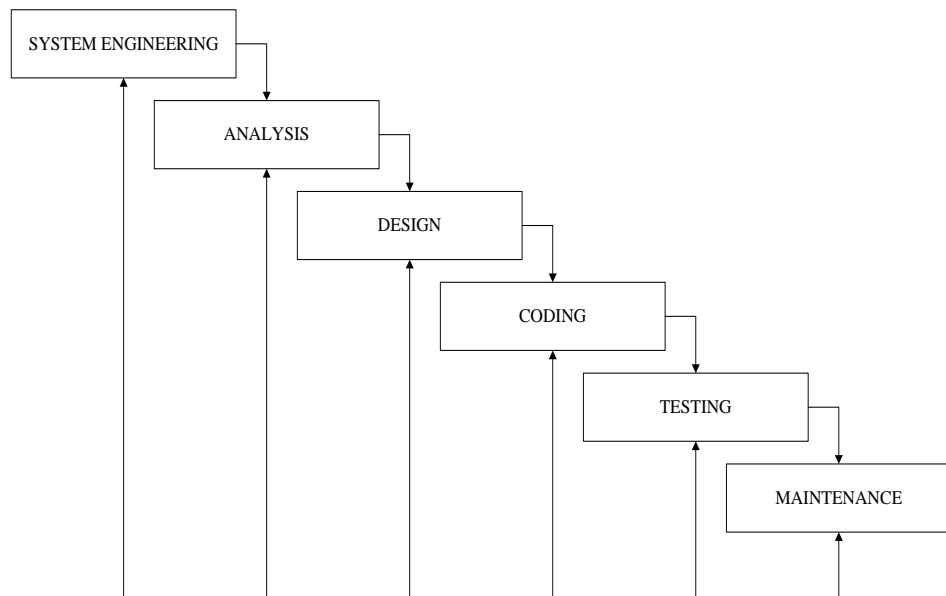 SYSTEM ENGINEERING
ANALYSIS
DESIGN
CODING
TESTING
MAINTENANCE